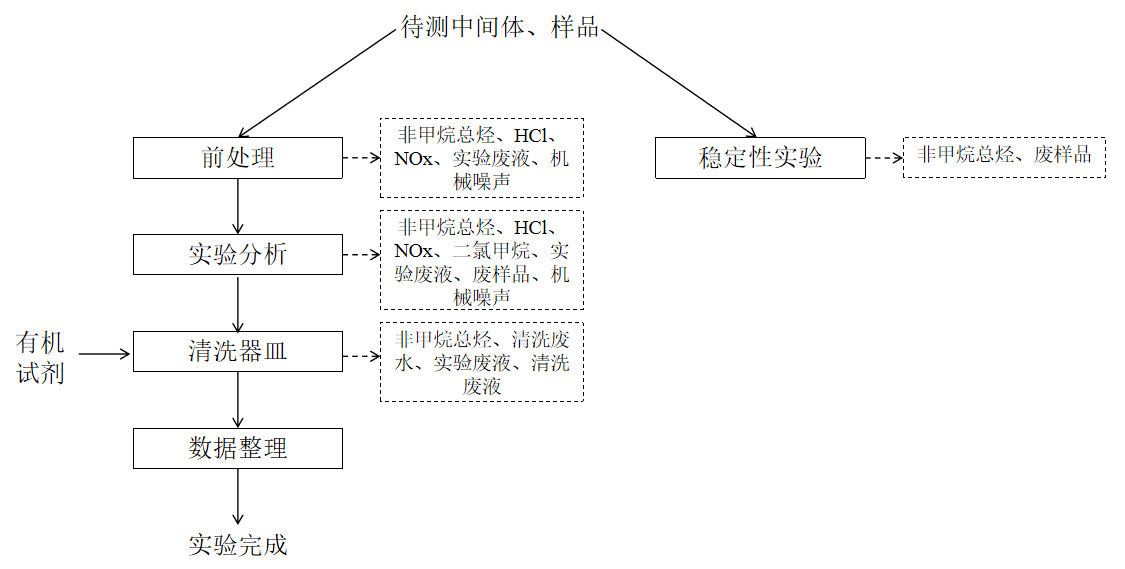 待测中间体、样品
前处理
非甲烷总烃、HCl、
NOx、实验废液、机
械噪声
稳定性实验
非甲烷总烃、废样品
实验分析
非甲烷总烃、HCl、
NOx、二氯甲烷、实
验废液、废样品、机
械噪声
有机
试剂
清洗器皿
非甲烷总烃、清洗废
水、实验废液、清洗
废液
数据整理
实验完成